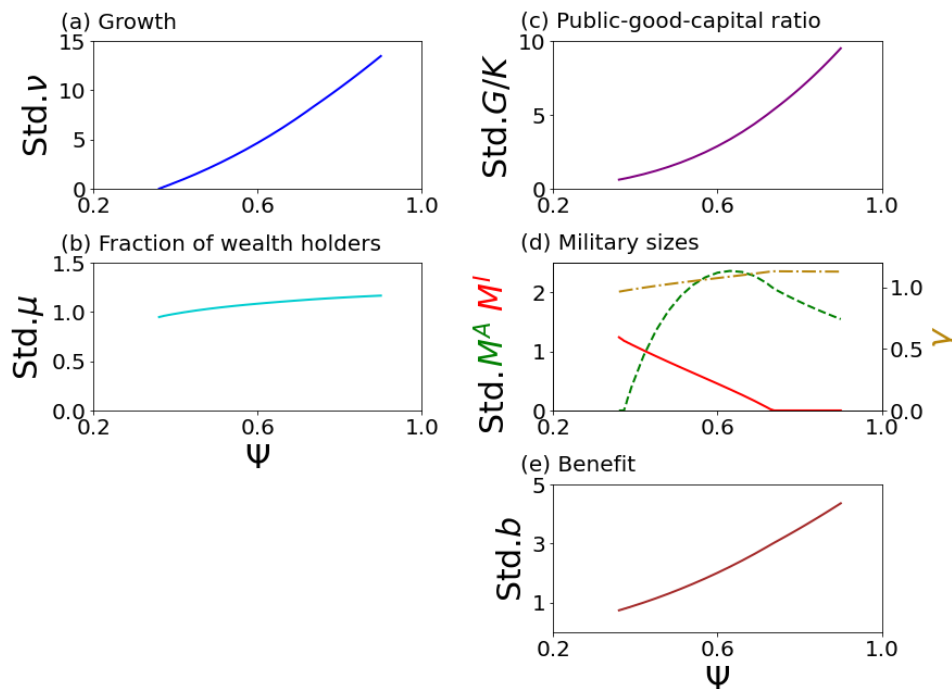 (a) Growth
Std. ν
15
10
5
0
0.2 0.6 1.0
(b) Fraction of wealth holders
Std. μ
1.5
1.0
0.5
0.0
0.2 0.6 1.0
Ψ
(c) Public-good-capital ratio
Std. G/K
10
5
0
0.2 0.6 1.0
(d) Military sizes
Std. M^A M^I
2
1
0
1.0
0.5
0.0
0.2 0.6 1.0
(e) Benefit
Std. b
5
3
1
0.2 0.6 1.0
Ψ